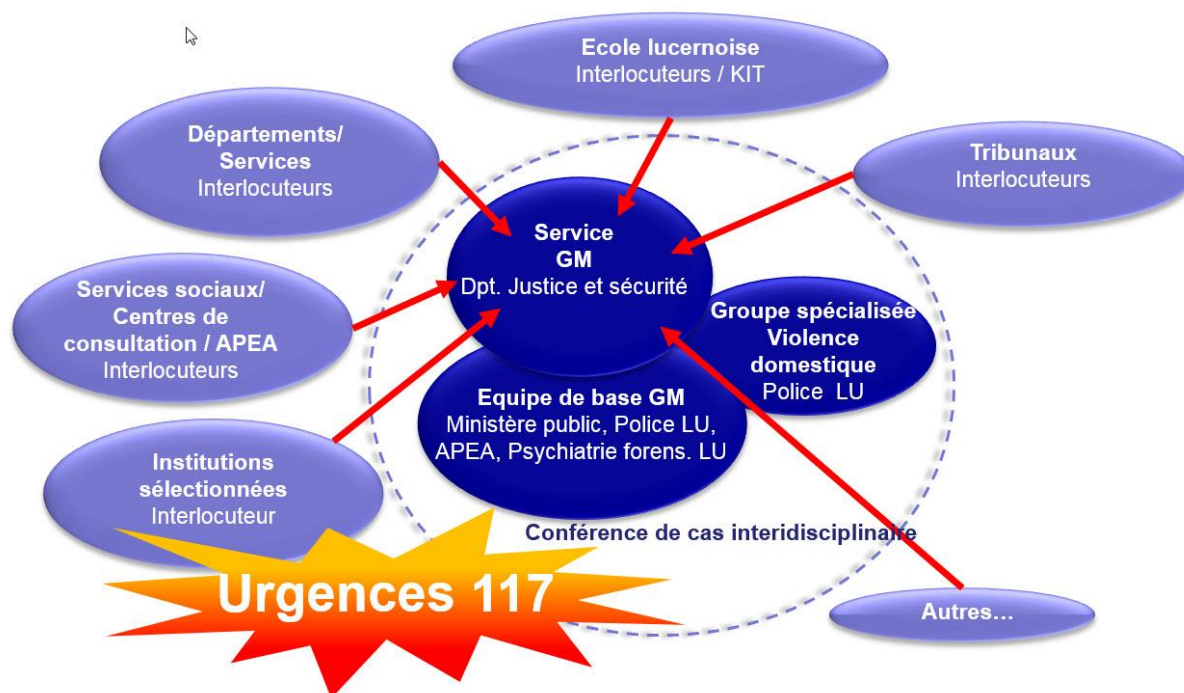 Ecole lucernoise
Interlocuteurs / KIT
Départements/
Services
Interlocuteurs
Tribunaux
Interlocuteurs
Service
GM
Dpt. Justice et sécurité
Services sociaux/
Centres de
consultation / APEA
Interlocuteurs
Groupe spécialisée
Violence
domestique
Police LU
Equipe de base GM
Ministère public, Police LU,
APEA, Psychiatrie forens. LU
Institutions
sélectionnées
Interlocuteur
Conférence de cas interidisciplinaire
Urgences 117
Autres…